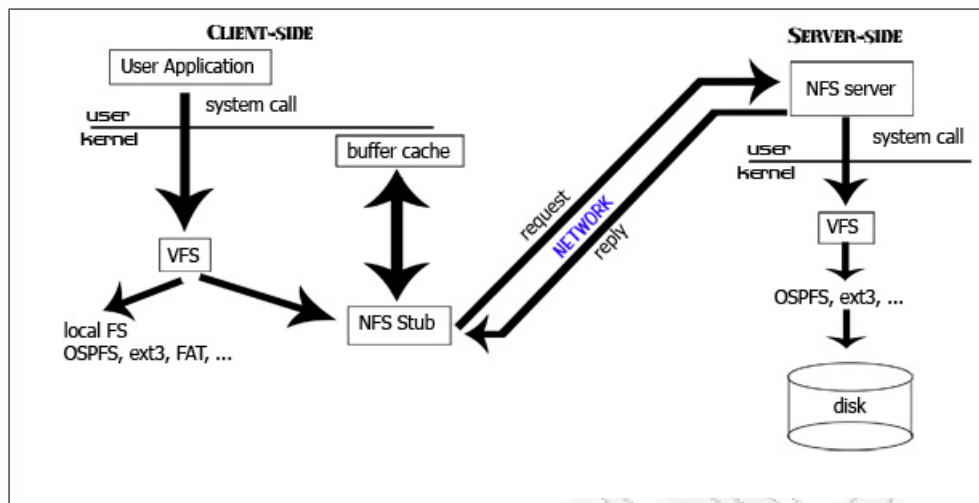 CLIENT-SIDE
User Application
system call
user
kernel
buffer cache
VFS
local FS
OSPFS, ext3, FAT, ...
NFS Stub
request
NETWORK
reply
SERVER-SIDE
NFS server
system call
user
kernel
VFS
OSPFS, ext3, ...
disk